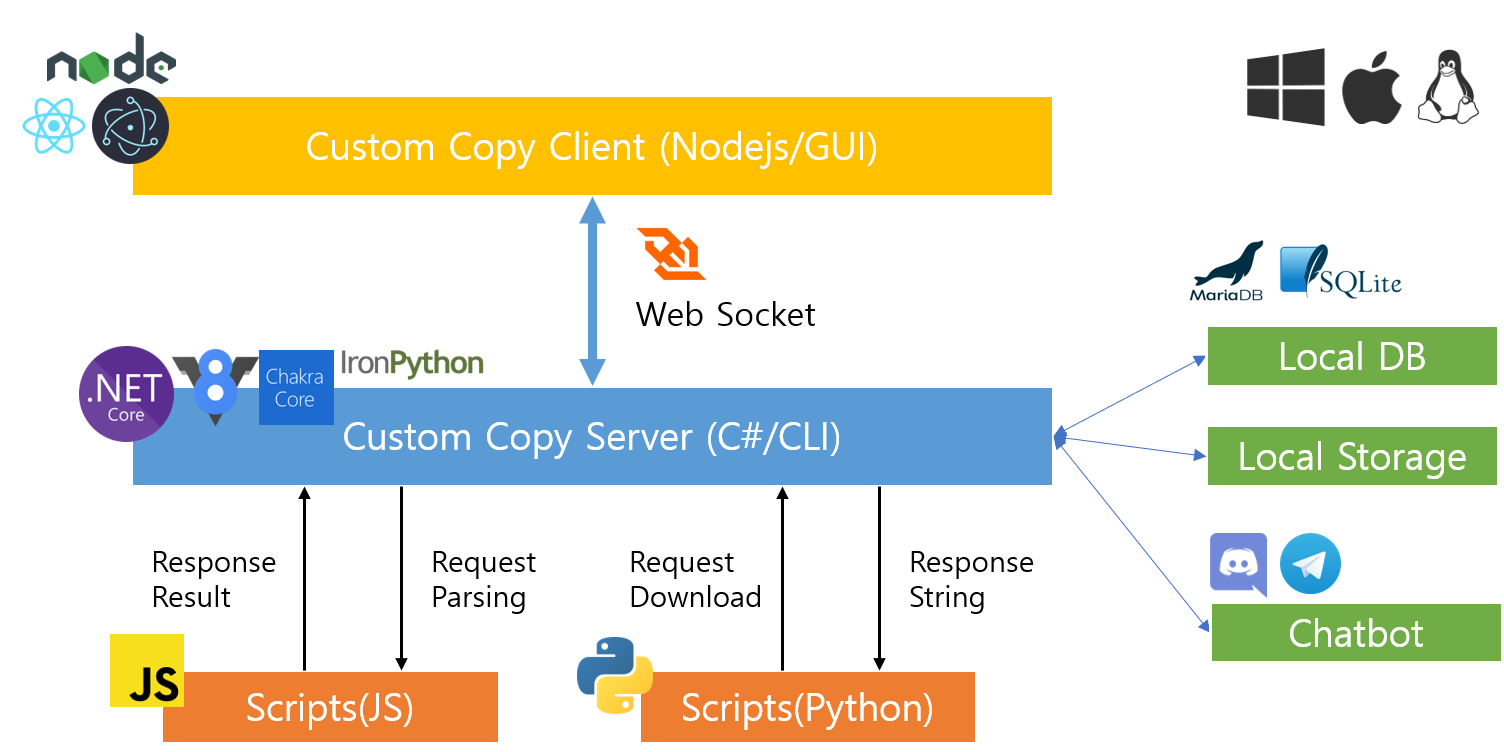 node
Custom Copy Client (Nodejs/GUI)
Web Socket
MariaDB
SQLite
.NET
Core
V8
Chakra
Core
IronPython
Custom Copy Server (C#/CLI)
Local DB
Local Storage
Chatbot
Response
Result
Request
Parsing
Request
Download
Response
String
JS
Scripts(JS)
Scripts(Python)